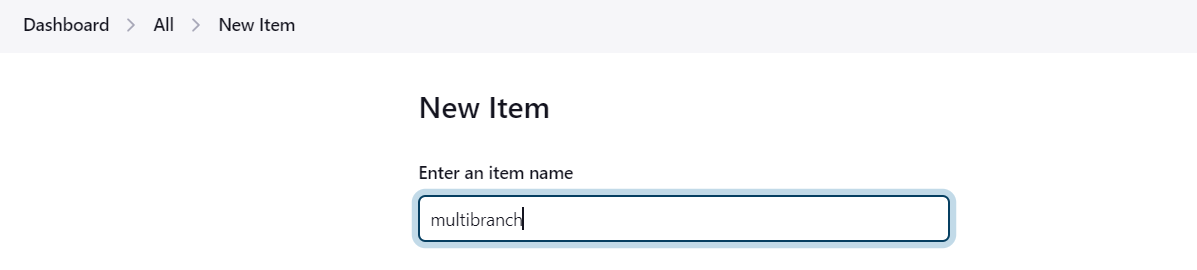 Dashboard > All > New Item
New Item
Enter an item name
multibranch